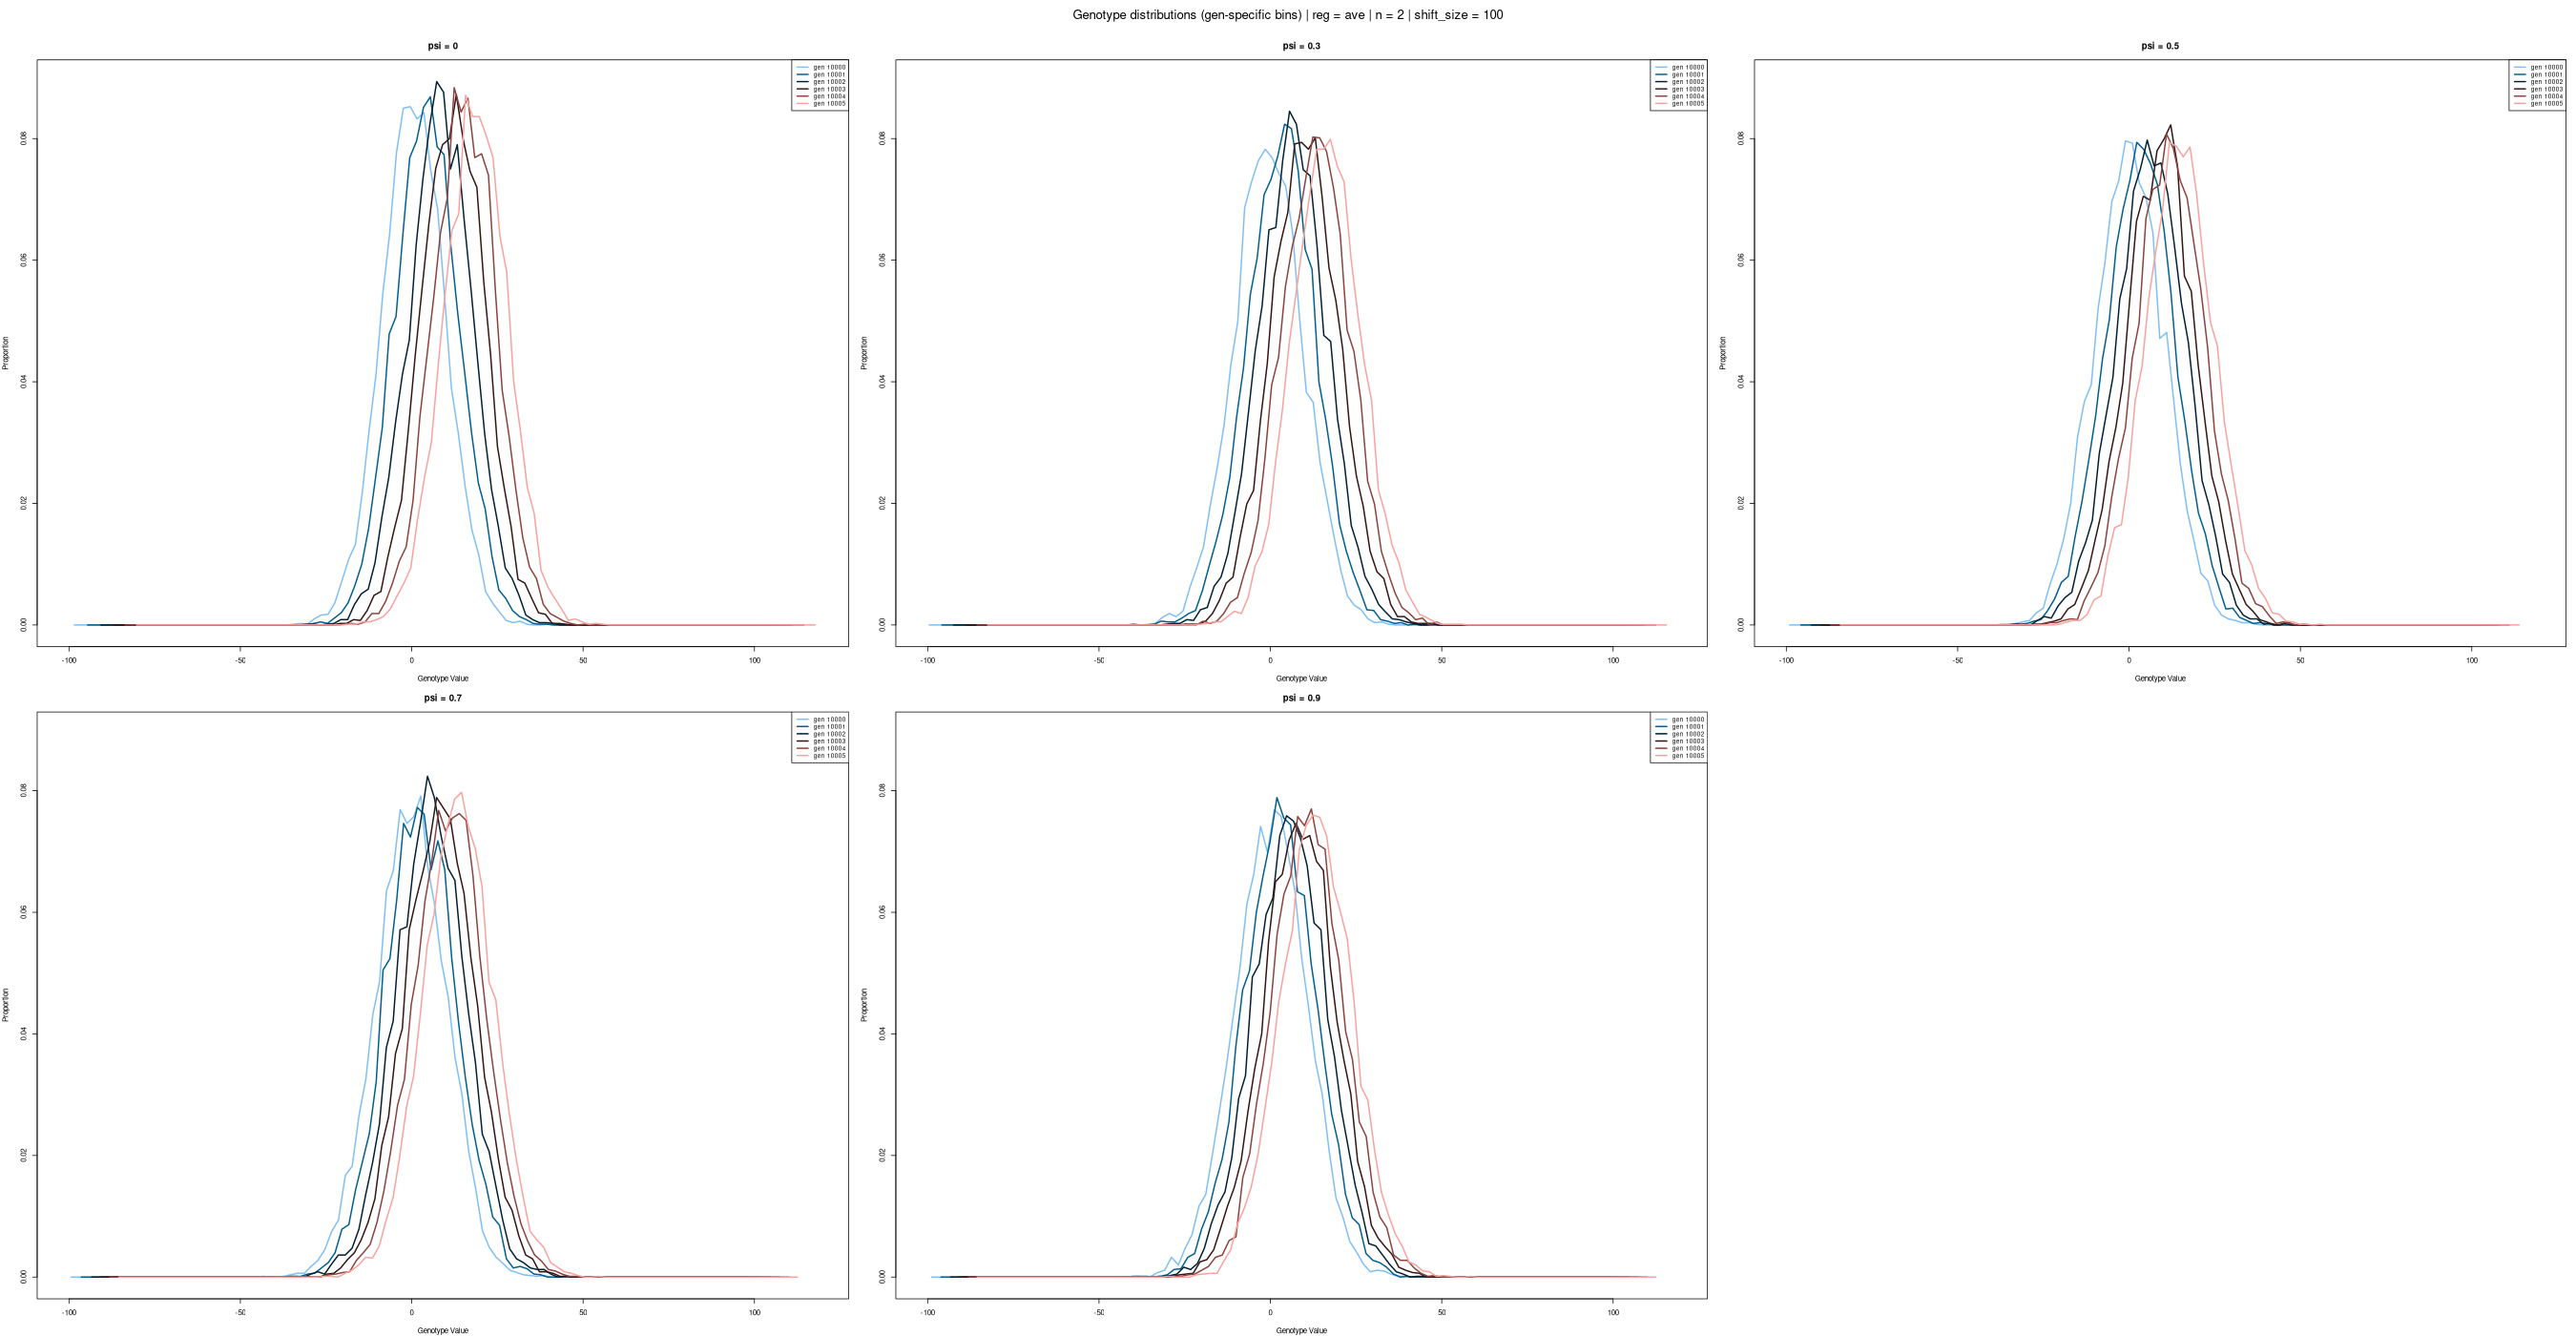 Genotype distributions (gen-specific bins) | reg = ave | n = 2 | shift_size = 100
psi = 0
gen 10000
gen 10001
gen 10002
gen 10003
gen 10004
gen 10005
Proportion
0.00
0.02
0.04
0.06
0.08
-100
-50
0
50
100
Genotype Value
psi = 0.3
gen 10000
gen 10001
gen 10002
gen 10003
gen 10004
gen 10005
Proportion
0.00
0.02
0.04
0.06
0.08
-100
-50
0
50
100
Genotype Value
psi = 0.5
gen 10000
gen 10001
gen 10002
gen 10003
gen 10004
gen 10005
Proportion
0.00
0.02
0.04
0.06
0.08
-100
-50
0
50
100
Genotype Value
psi = 0.7
gen 10000
gen 10001
gen 10002
gen 10003
gen 10004
gen 10005
Proportion
0.00
0.02
0.04
0.06
0.08
-100
-50
0
50
100
Genotype Value
psi = 0.9
gen 10000
gen 10001
gen 10002
gen 10003
gen 10004
gen 10005
Proportion
0.00
0.02
0.04
0.06
0.08
-100
-50
0
50
100
Genotype Value